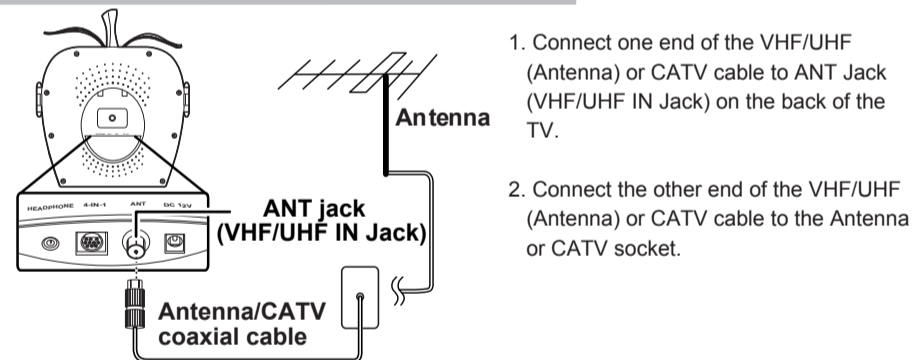 Antenna
HEADPHONE 4-IN-1 ANT DC 12V
ANT jack
(VHF/UHF IN Jack)
Antenna/CATV
coaxial cable
1. Connect one end of the VHF/UHF
(Antenna) or CATV cable to ANT Jack
(VHF/UHF IN Jack) on the back of the
TV.
2. Connect the other end of the VHF/UHF
(Antenna) or CATV cable to the Antenna
or CATV socket.